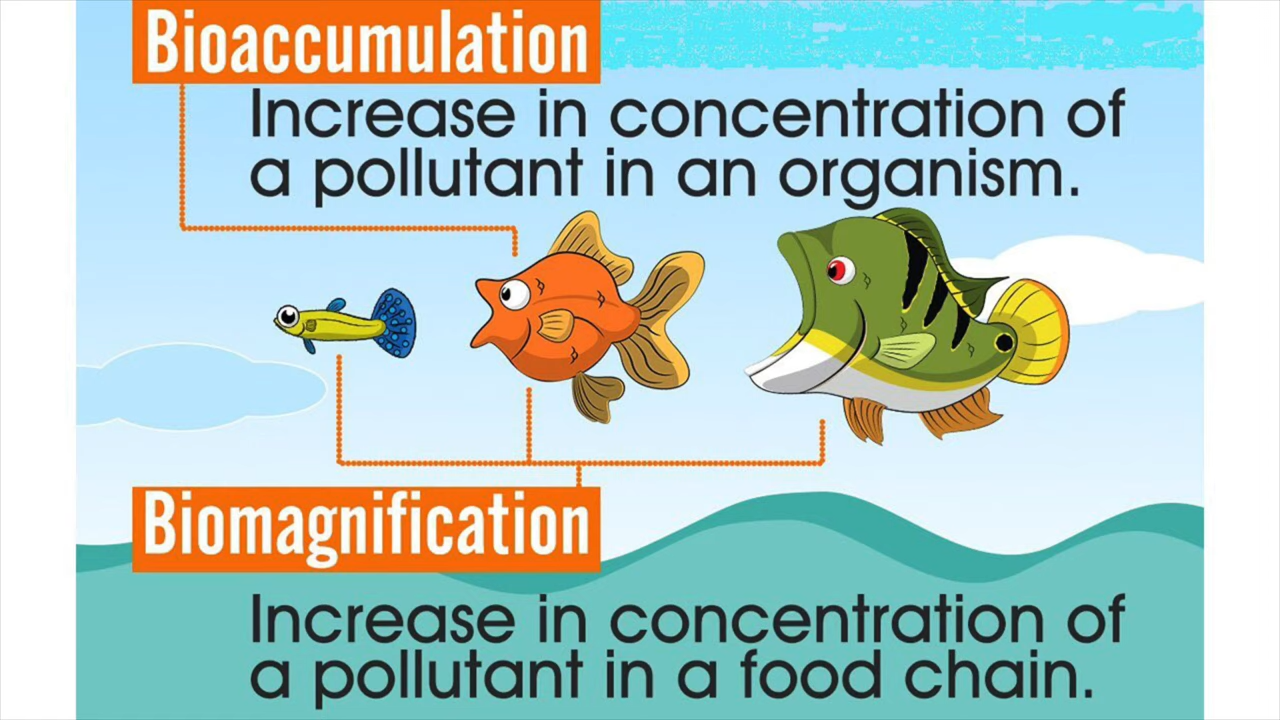 Bioaccumulation
Increase in concentration of
a pollutant in an organism.
Biomagnification
Increase in concentration of
a pollutant in a food chain.